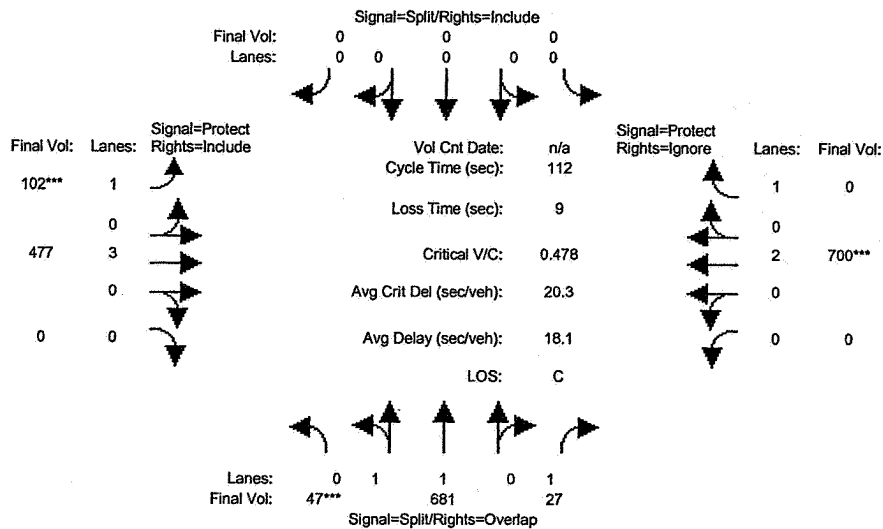 Signal=Split/Rights=Include
Final Vol: 0 0 0
Lanes: 0 0 0 0 0
Signal=Protect
Final Vol: Lanes: Rights=Include
Vol Cnt Date: n/a
Signal=Protect
Rights=Ignore Lanes: Final Vol:
102*** 1
Cycle Time (sec): 112
1 0
0
Loss Time (sec): 9
0
477 3
Critical V/C: 0.478
2 700***
0
Avg Crit Del (sec/veh): 20.3
0
0 0
Avg Delay (sec/veh): 18.1
0 0
LOS: C
Lanes: 0 1 1 0 1
Final Vol: 47*** 681 27
Signal=Split/Rights=Overlap